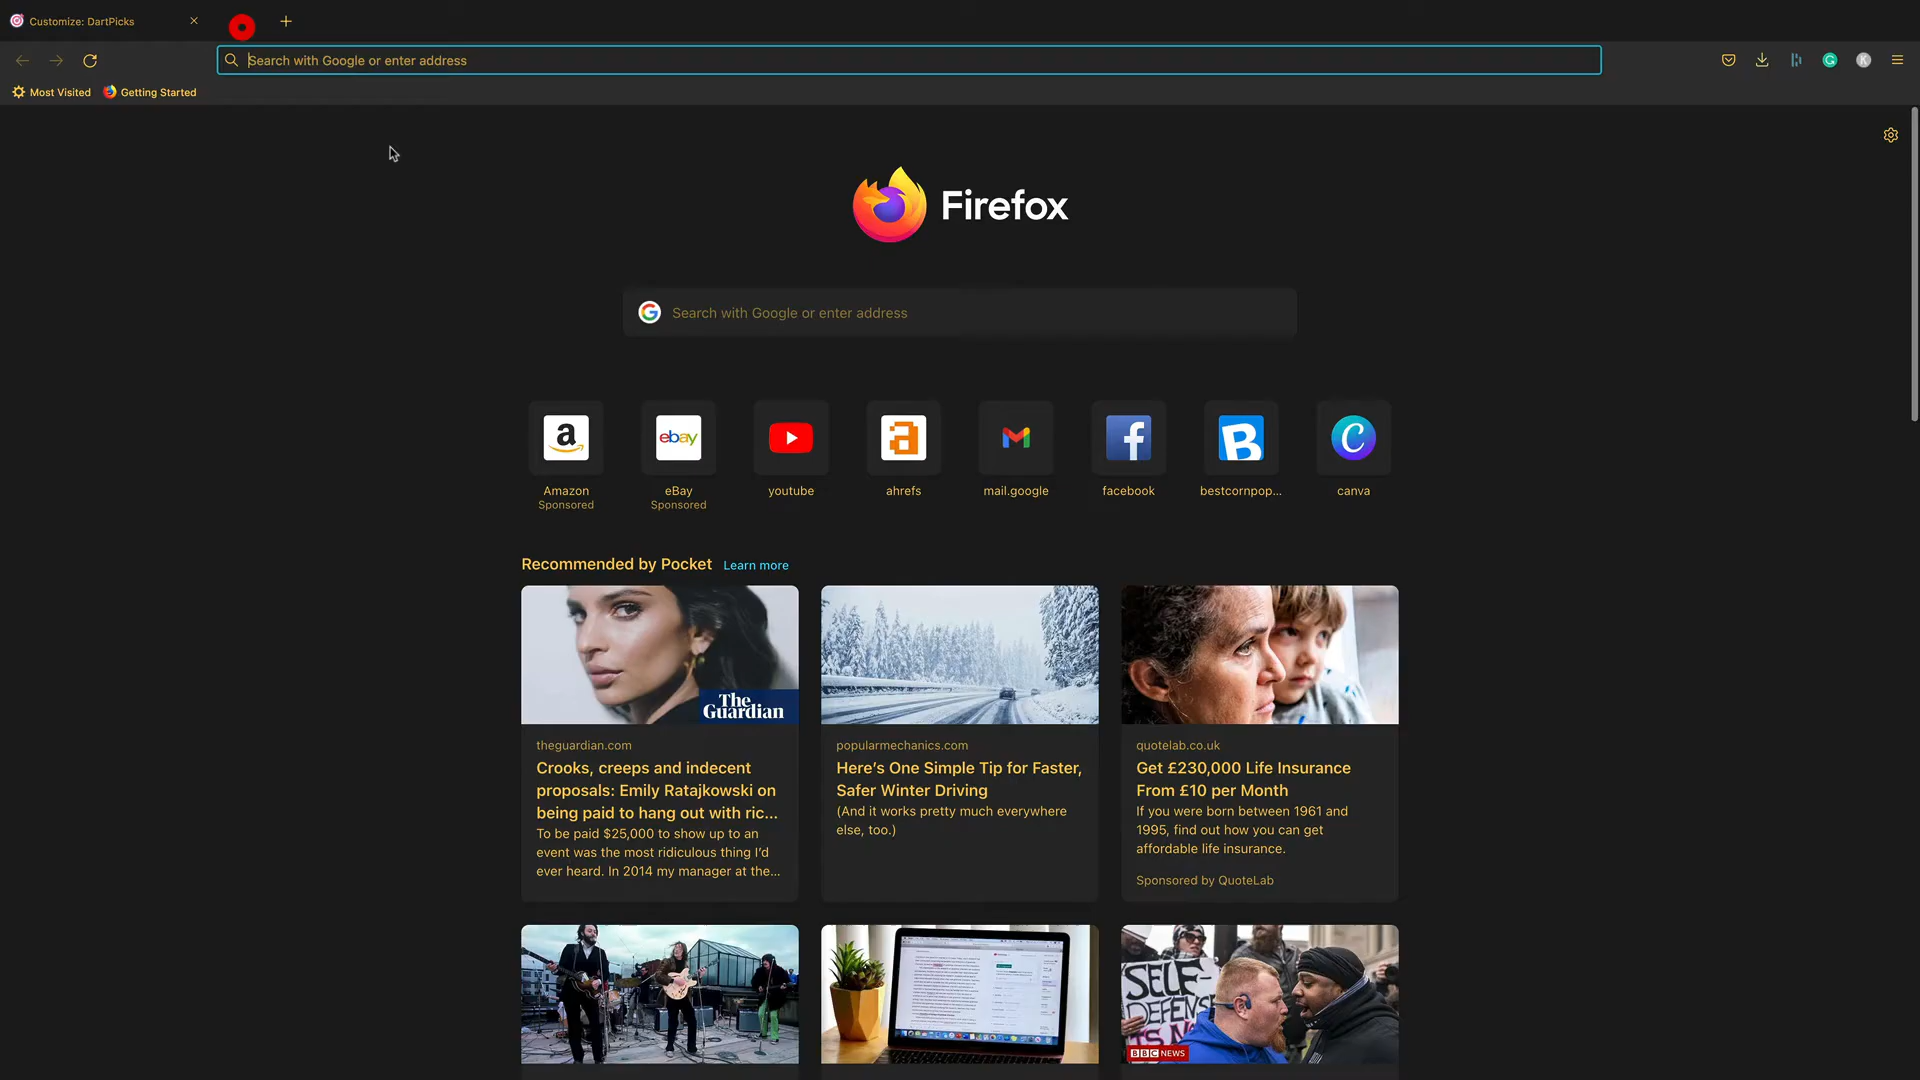 Customize: DartPicks
Search with Google or enter address
Most Visited
Getting Started
Firefox
Search with Google or enter address
a
ebay
a
f
B
C
Amazon
Sponsored
eBay
Sponsored
youtube
ahrefs
mail.google
facebook
bestcornpop...
canva
Recommended by Pocket Learn more
The
Guardian
theguardian.com
Crooks, creeps and indecent
proposals: Emily Ratajkowski on
being paid to hang out with ric...
To be paid $25,000 to show up to an
event was the most ridiculous thing I'd
ever heard. In 2014 my manager at the...
popularmechanics.com
Here's One Simple Tip for Faster,
Safer Winter Driving
(And it works pretty much everywhere
else, too.)
quotelab.co.uk
Get £230,000 Life Insurance
From £10 per Month
If you were born between 1961 and
1995, find out how you can get
affordable life insurance.
Sponsored by QuoteLab
SELF-
DEFENS
BBC NEWS